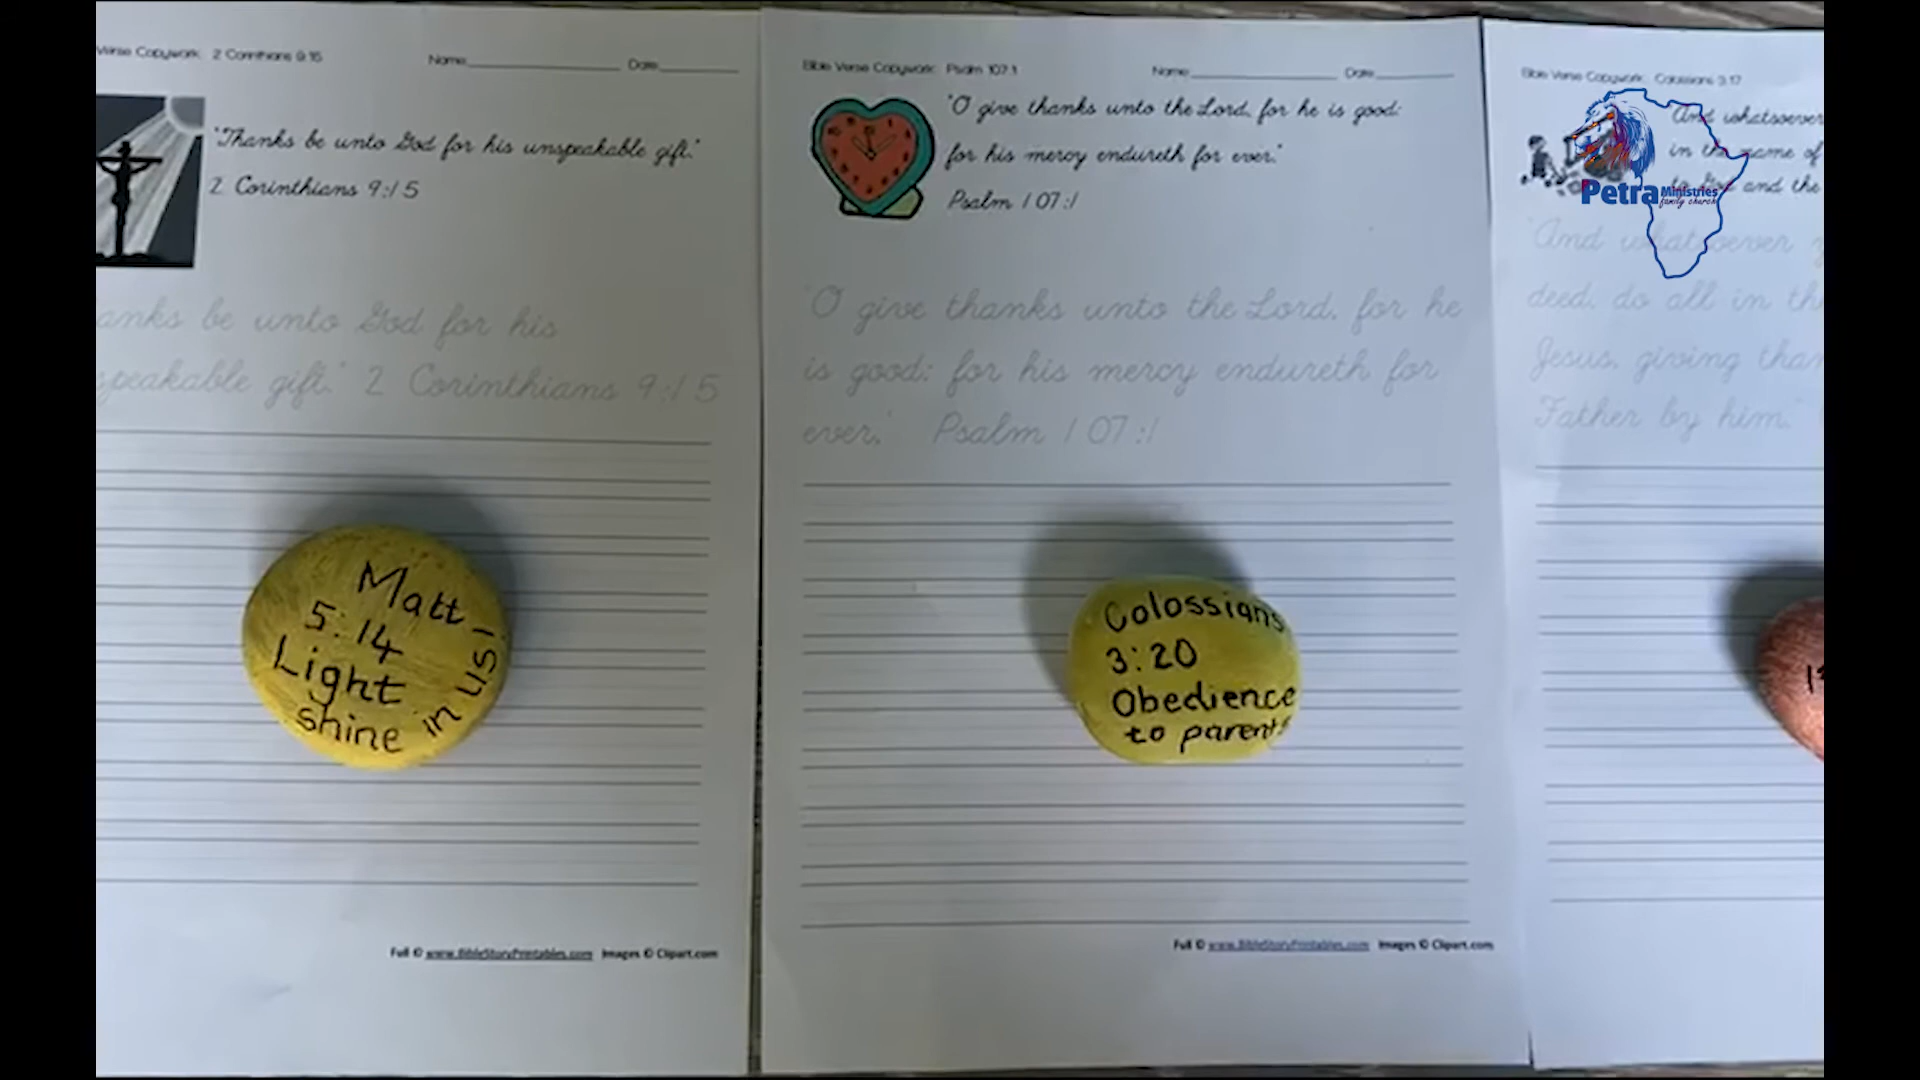 Verse Copywork: 2 Corinthians 9:15
Name
Date
"Thanks be unto God for his unspeakable gift."
2 Corinthians 9:15
anks be unto God for his
speakable gift." 2 Corinthians 9:15
Matt
5:14
Light
shine in us!
Full © www.BibleStoryPrintables.com Images © Clipart.com
Bible Verse Copywork: Psalm 107:1
Name
Date
"O give thanks unto the Lord, for he is good:
for his mercy endureth for ever."
Psalm 107:1
"O give thanks unto the Lord, for he
is good: for his mercy endureth for
ever." Psalm 107:1
Colossians
3:20
Obedience
to parents
Full © www.BibleStoryPrintables.com Images © Clipart.com
Bible Verse Copywork: Colossians 3:17
"And whatsoever
in the name of
to God and the
"And whatsoever
deed, do all in the
Jesus, giving than
Father by him."
Petra Ministries
family church